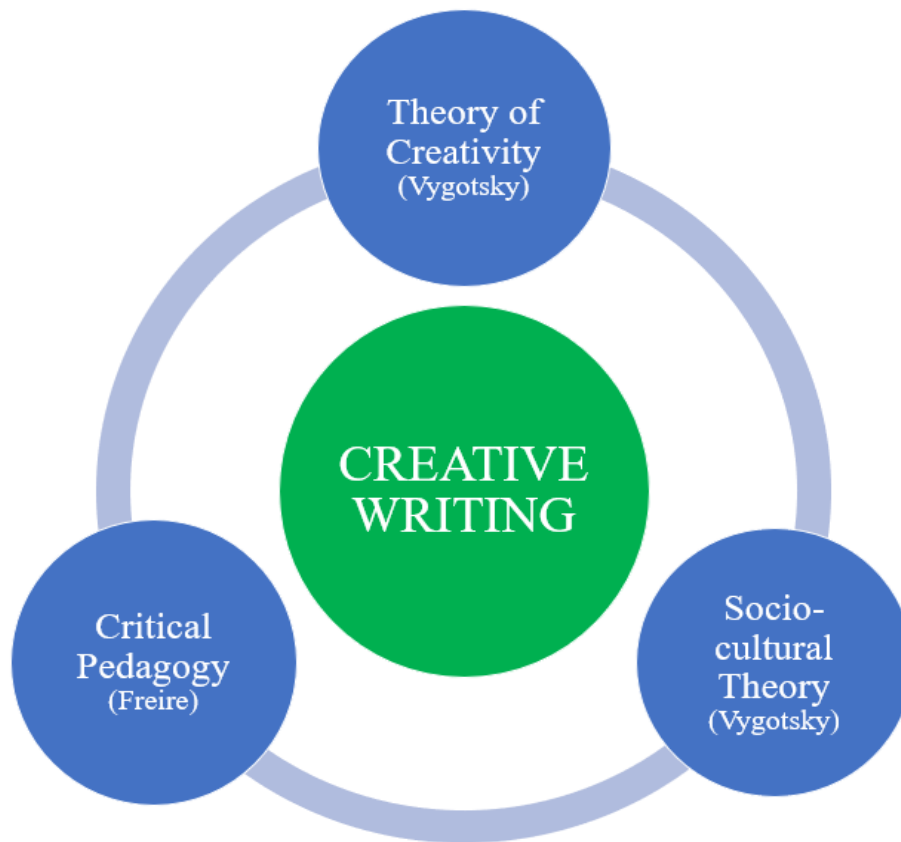 Theory of
Creativity
(Vygotsky)
CREATIVE
WRITING
Critical
Pedagogy
(Freire)
Socio-
cultural
Theory
(Vygotsky)